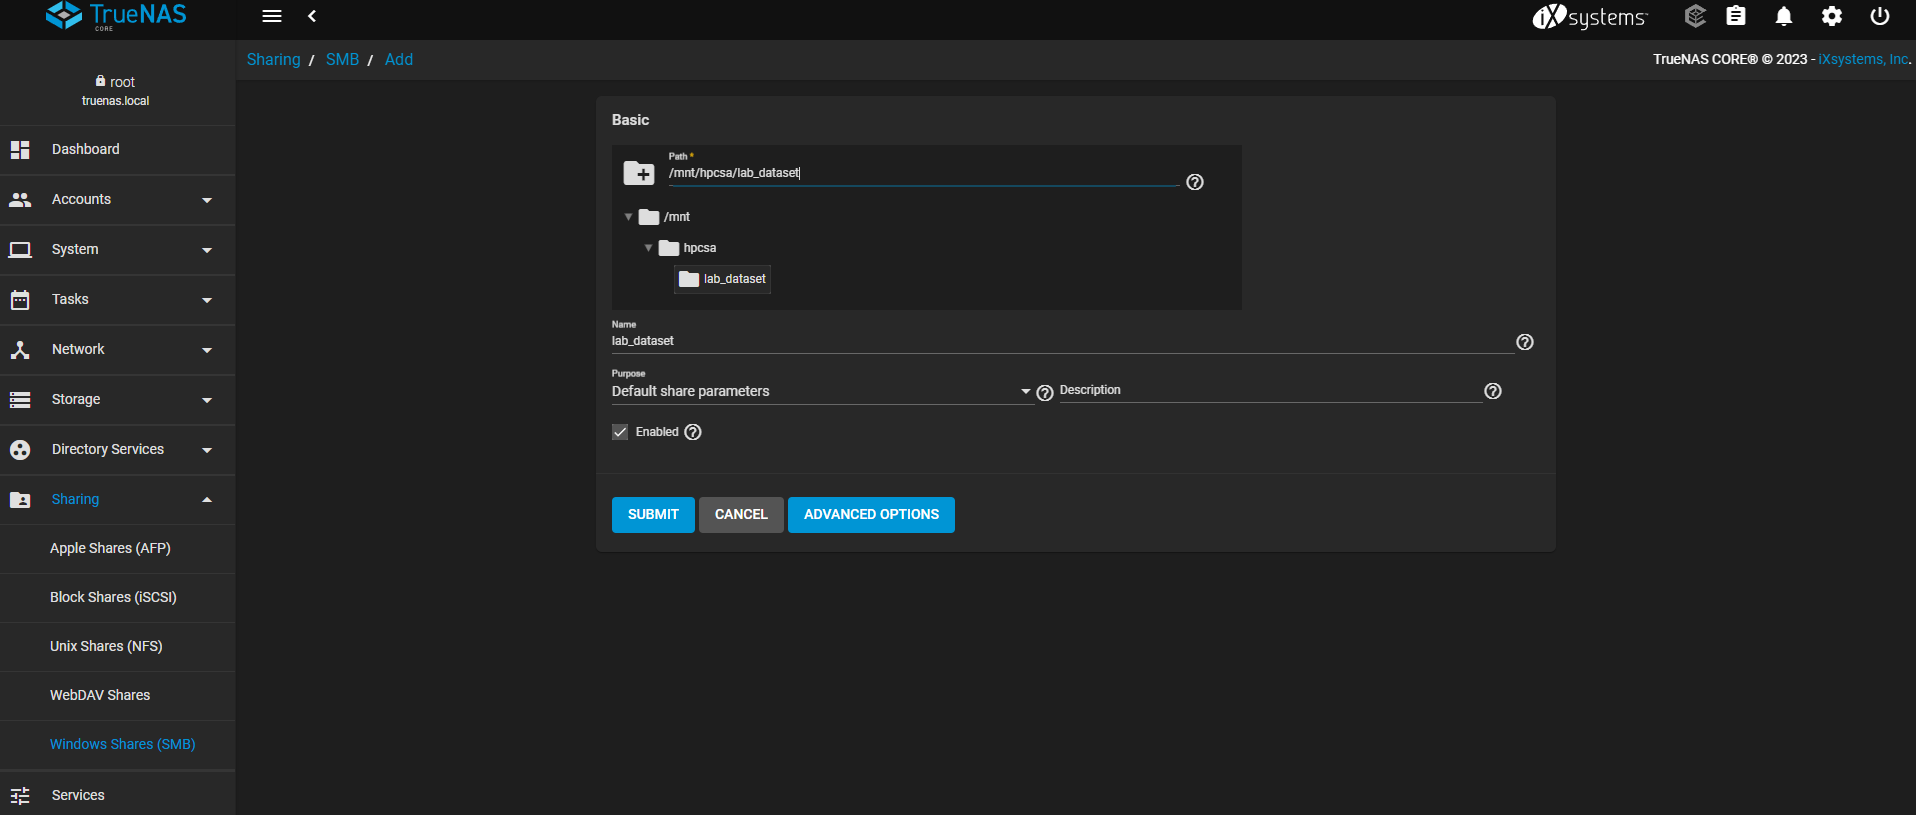 TrueNAS
CORE
iXsystems™
Sharing / SMB / Add
TrueNAS CORE® © 2023 - iXsystems, Inc.
root
truenas.local
Dashboard
Accounts
System
Tasks
Network
Storage
Directory Services
Sharing
Apple Shares (AFP)
Block Shares (iSCSI)
Unix Shares (NFS)
WebDAV Shares
Windows Shares (SMB)
Services
Basic
Path *
/mnt/hpcsa/lab_dataset
/mnt
hpcsa
lab_dataset
Name
lab_dataset
Purpose
Default share parameters
Description
Enabled
SUBMIT
CANCEL
ADVANCED OPTIONS